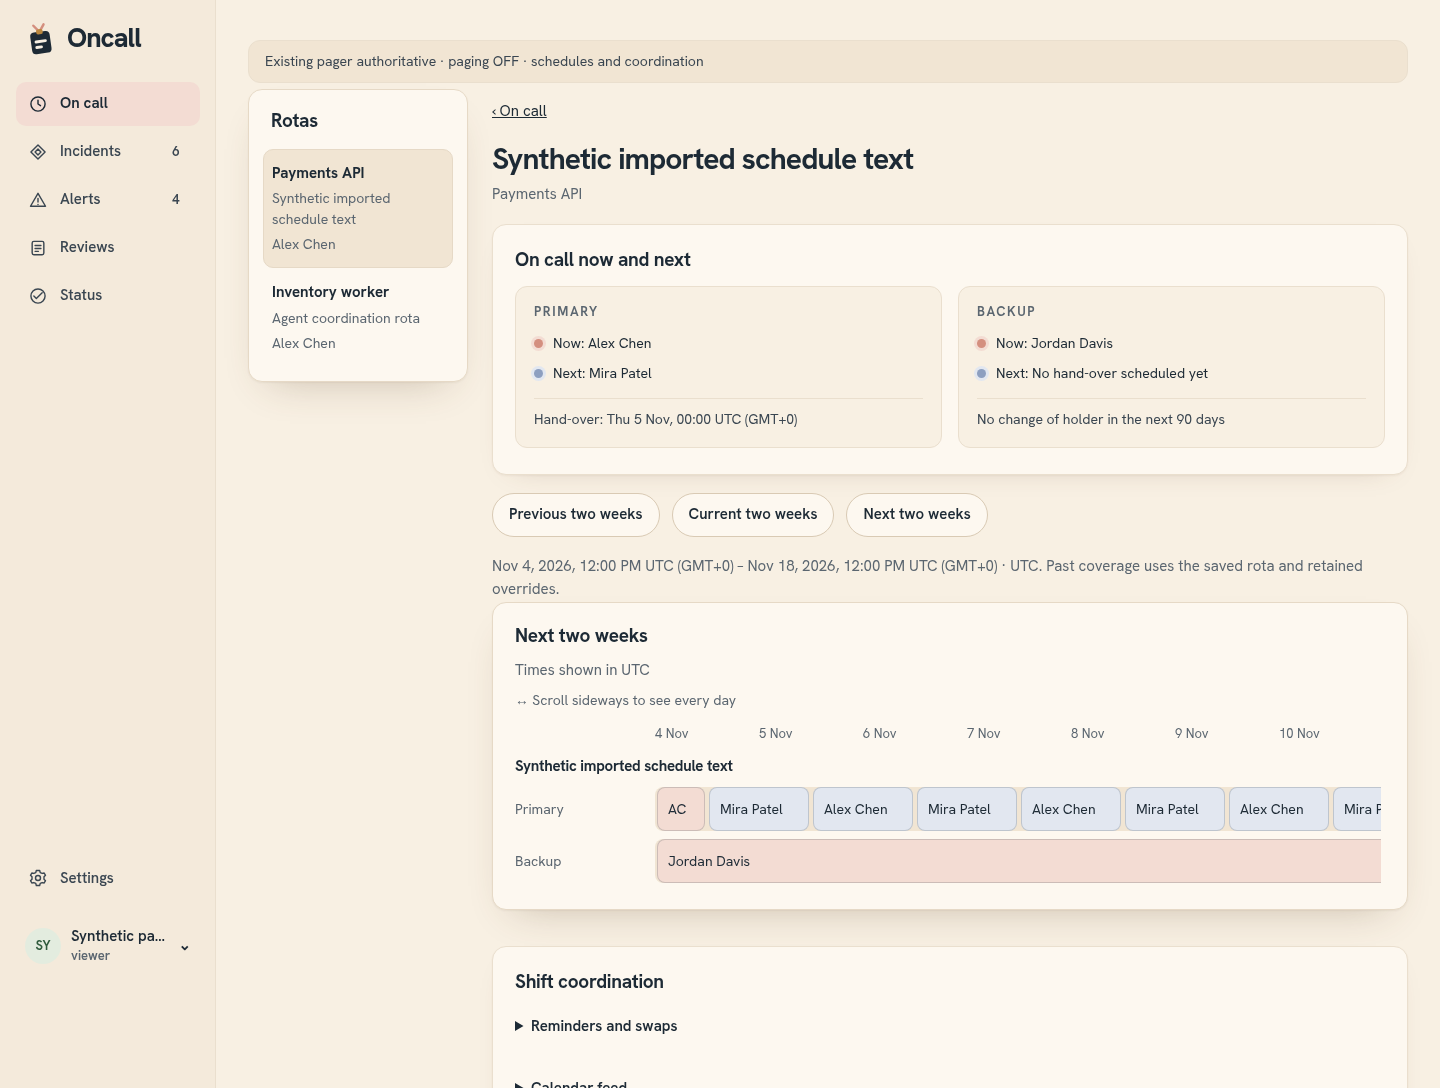 Oncall
On call
Incidents 6
Alerts 4
Reviews
Status
Settings
SY
Synthetic pa...
viewer
Existing pager authoritative · paging OFF · schedules and coordination
Rotas
Payments API
Synthetic imported
schedule text
Alex Chen
Inventory worker
Agent coordination rota
Alex Chen
‹ On call
Synthetic imported schedule text
Payments API
On call now and next
PRIMARY
Now: Alex Chen
Next: Mira Patel
Hand-over: Thu 5 Nov, 00:00 UTC (GMT+0)
BACKUP
Now: Jordan Davis
Next: No hand-over scheduled yet
No change of holder in the next 90 days
Previous two weeks
Current two weeks
Next two weeks
Nov 4, 2026, 12:00 PM UTC (GMT+0) – Nov 18, 2026, 12:00 PM UTC (GMT+0) · UTC. Past coverage uses the saved rota and retained
overrides.
Next two weeks
Times shown in UTC
↔ Scroll sideways to see every day
4 Nov 5 Nov 6 Nov 7 Nov 8 Nov 9 Nov 10 Nov
Synthetic imported schedule text
Primary AC Mira Patel Alex Chen Mira Patel Alex Chen Mira Patel Alex Chen Mira P
Backup Jordan Davis
Shift coordination
▶ Reminders and swaps
▶ Calendar feed